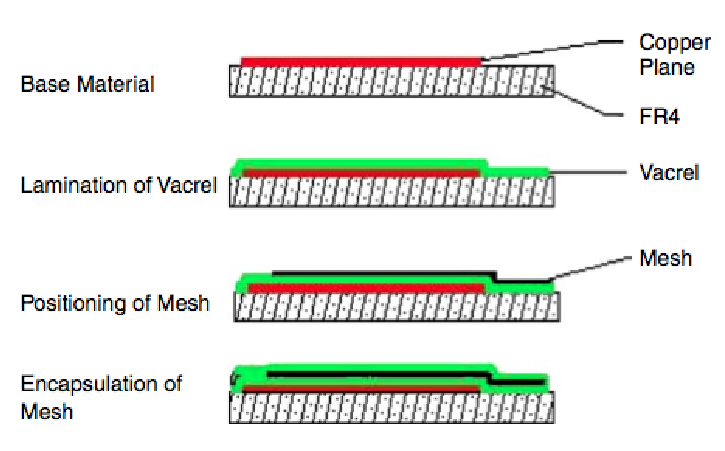 Copper
Plane
Base Material
FR4
Vacrel
Lamination of Vacrel
Mesh
Positioning of Mesh
Encapsulation of
Mesh